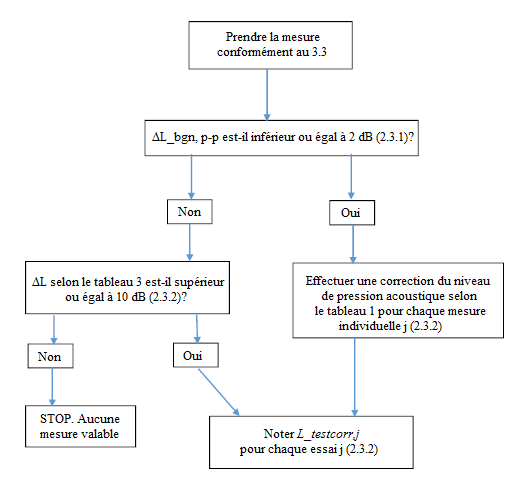 Prendre la mesure
conformément au 3.3
ΔL_bgn, p-p est-il inférieur ou égal à 2 dB (2.3.1)?
Non
Oui
ΔL selon le tableau 3 est-il supérieur
ou égal à 10 dB (2.3.2)?
Effectuer une correction du niveau
de pression acoustique selon
le tableau 1 pour chaque mesure
individuelle j (2.3.2)
Non
Oui
STOP. Aucune
mesure valable
Noter L_testcorr,j
pour chaque essai j (2.3.2)